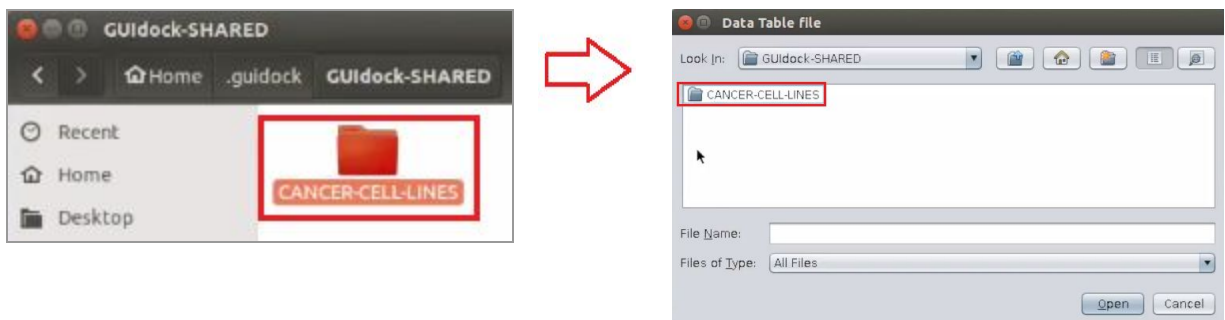 GUIdock-SHARED
Home .guidock GUIdock-SHARED
Recent
Home
Desktop
CANCER-CELL-LINES
Data Table file
Look In: GUIdock-SHARED
CANCER-CELL-LINES
File Name:
Files of Type: All Files
Open Cancel